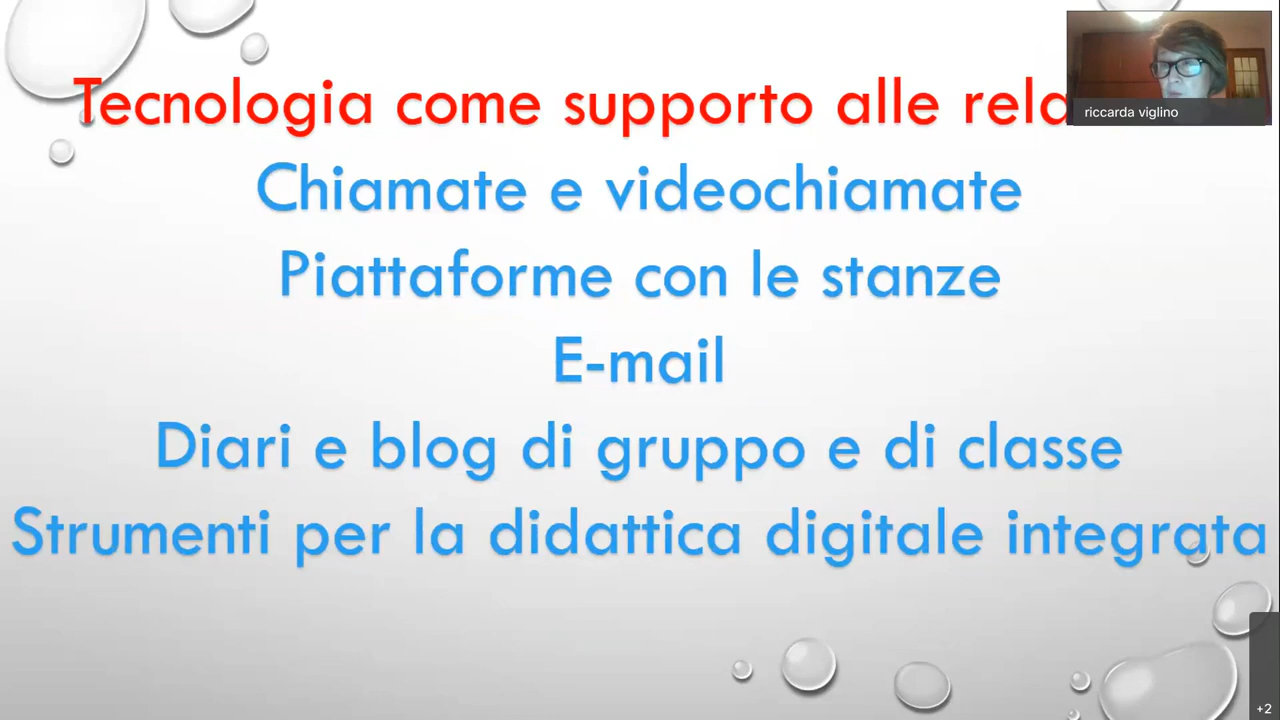 Tecnologia come supporto alle
riccarda viglino
Chiamate e videochiamate
Piattaforme con le stanze
E-mail
Diari e blog di gruppo e di classe
Strumenti per la didattica digitale integrata
+2